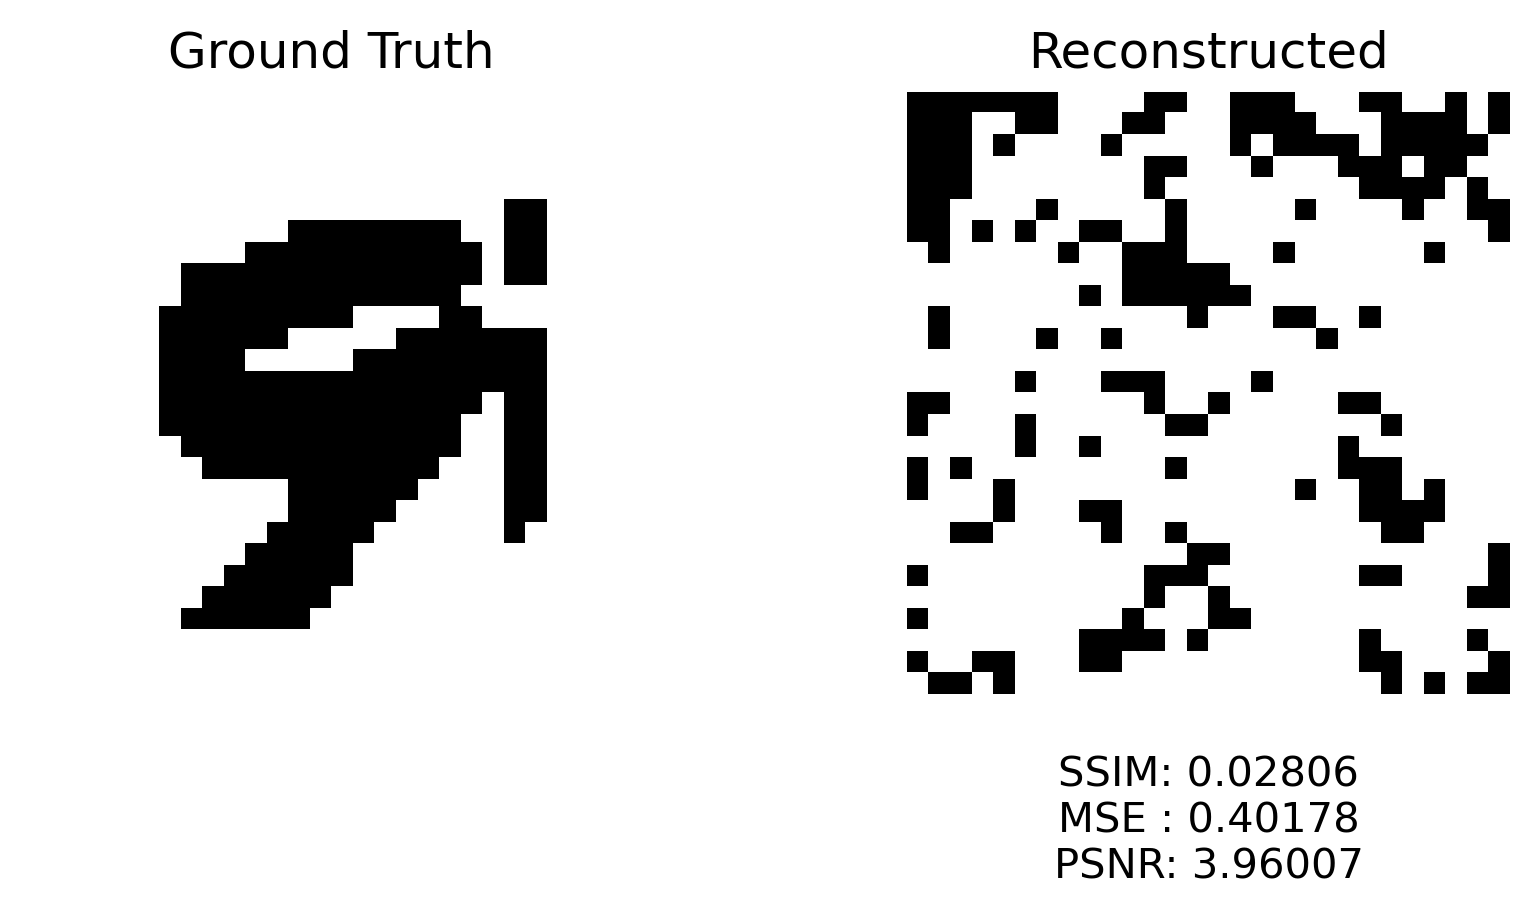 Ground Truth
Reconstructed
SSIM: 0.02806
MSE : 0.40178
PSNR: 3.96007